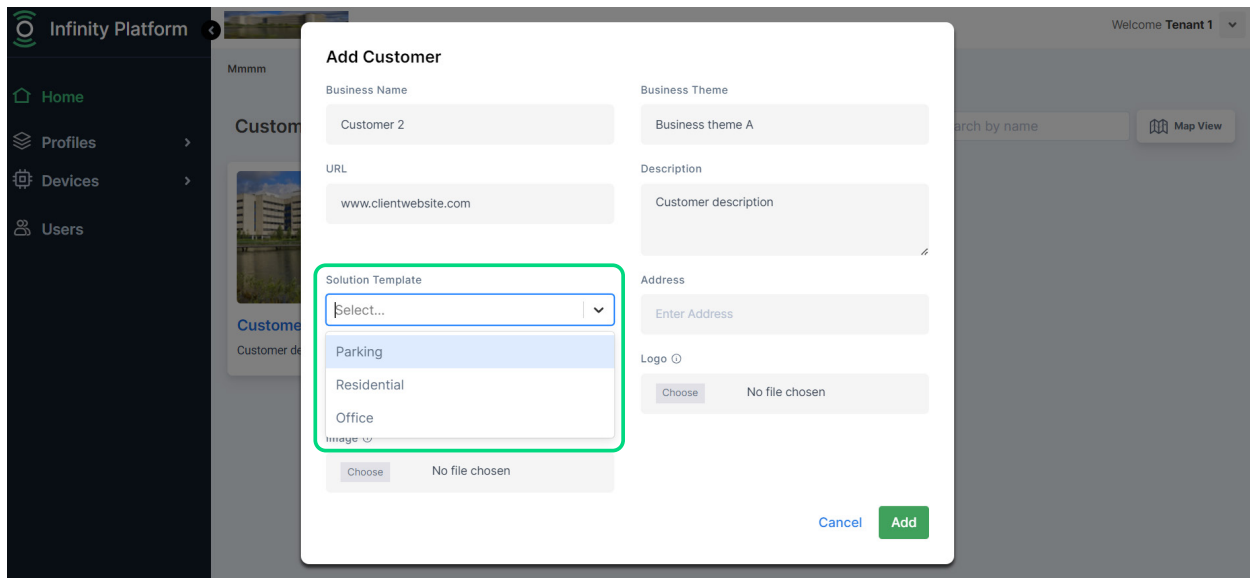 Infinity Platform
Welcome Tenant 1
Mmmm
Home
Profiles
Devices
Users
Custom
arch by name
Map View
Custome
Customer de
Add Customer
Business Name
Business Theme
Customer 2
Business theme A
URL
Description
www.clientwebsite.com
Customer description
Solution Template
Address
Select...
Enter Address
Parking
Residential
Office
Logo
Choose No file chosen
Image
Choose No file chosen
Cancel
Add